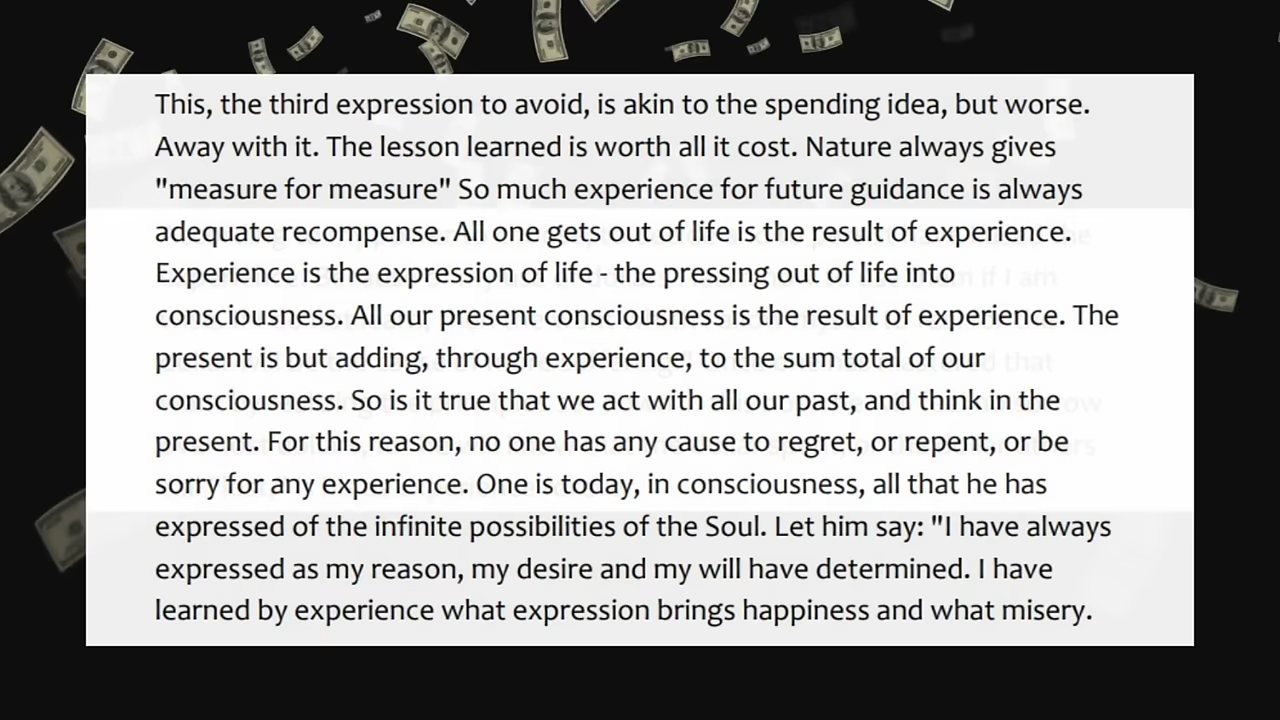 This, the third expression to avoid, is akin to the spending idea, but worse.
Away with it. The lesson learned is worth all it cost. Nature always gives
"measure for measure" So much experience for future guidance is always
adequate recompense. All one gets out of life is the result of experience.
Experience is the expression of life - the pressing out of life into
consciousness. All our present consciousness is the result of experience. The
present is but adding, through experience, to the sum total of our
consciousness. So is it true that we act with all our past, and think in the
present. For this reason, no one has any cause to regret, or repent, or be
sorry for any experience. One is today, in consciousness, all that he has
expressed of the infinite possibilities of the Soul. Let him say: "I have always
expressed as my reason, my desire and my will have determined. I have
learned by experience what expression brings happiness and what misery.